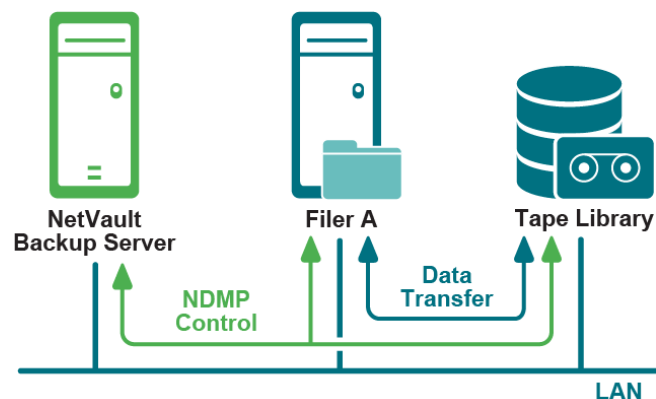 NetVault
Backup Server
Filer A
Tape Library
NDMP
Control
Data
Transfer
LAN